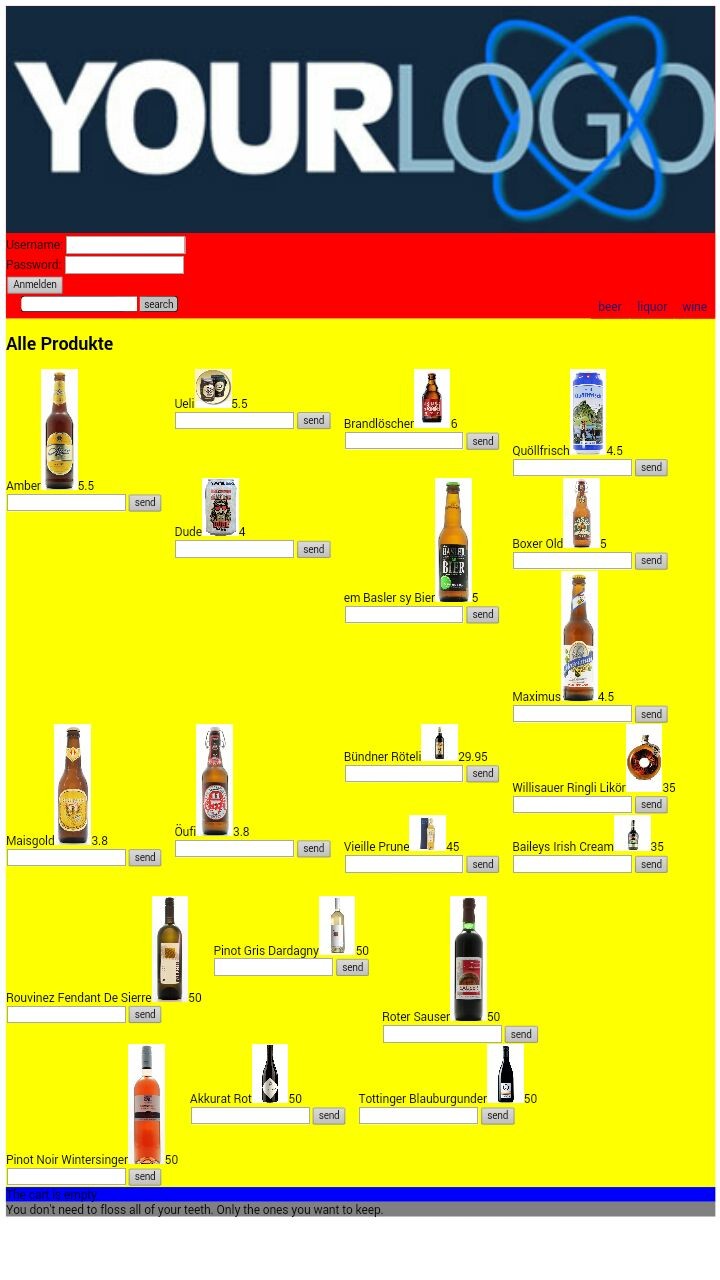 YOURLOGO
Username:
Password:
Anmelden
search
beer liquor wine
Alle Produkte
Amber 5.5
send
Ueli 5.5
send
Brandlöscher 6
send
Quöllfrisch 4.5
send
Dude 4
send
em Basler sy Bier 5
send
Boxer Old 5
send
Maximus 4.5
send
Maisgold 3.8
send
Öufi 3.8
send
Bündner Röteli 29.95
send
Willisauer Ringli Likör 35
send
Vieille Prune 45
send
Baileys Irish Cream 35
send
Rouvinez Fendant De Sierre 50
send
Pinot Gris Dardagny 50
send
Roter Sauser 50
send
Pinot Noir Wintersinger 50
send
Akkurat Rot 50
send
Tottinger Blauburgunder 50
send
The cart is empty
You don't need to floss all of your teeth. Only the ones you want to keep.